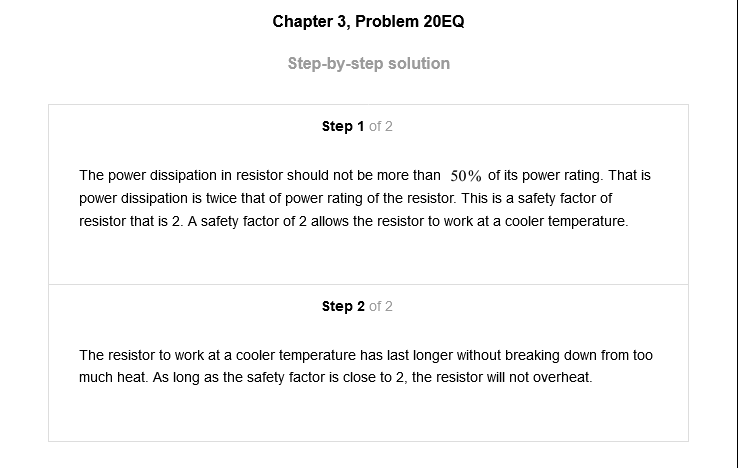 Chapter 3, Problem 20EQ
Step-by-step solution
Step 1 of 2
The power dissipation in resistor should not be more than 50% of its power rating. That is
power dissipation is twice that of power rating of the resistor. This is a safety factor of
resistor that is 2. A safety factor of 2 allows the resistor to work at a cooler temperature.
Step 2 of 2
The resistor to work at a cooler temperature has last longer without breaking down from too
much heat. As long as the safety factor is close to 2, the resistor will not overheat.